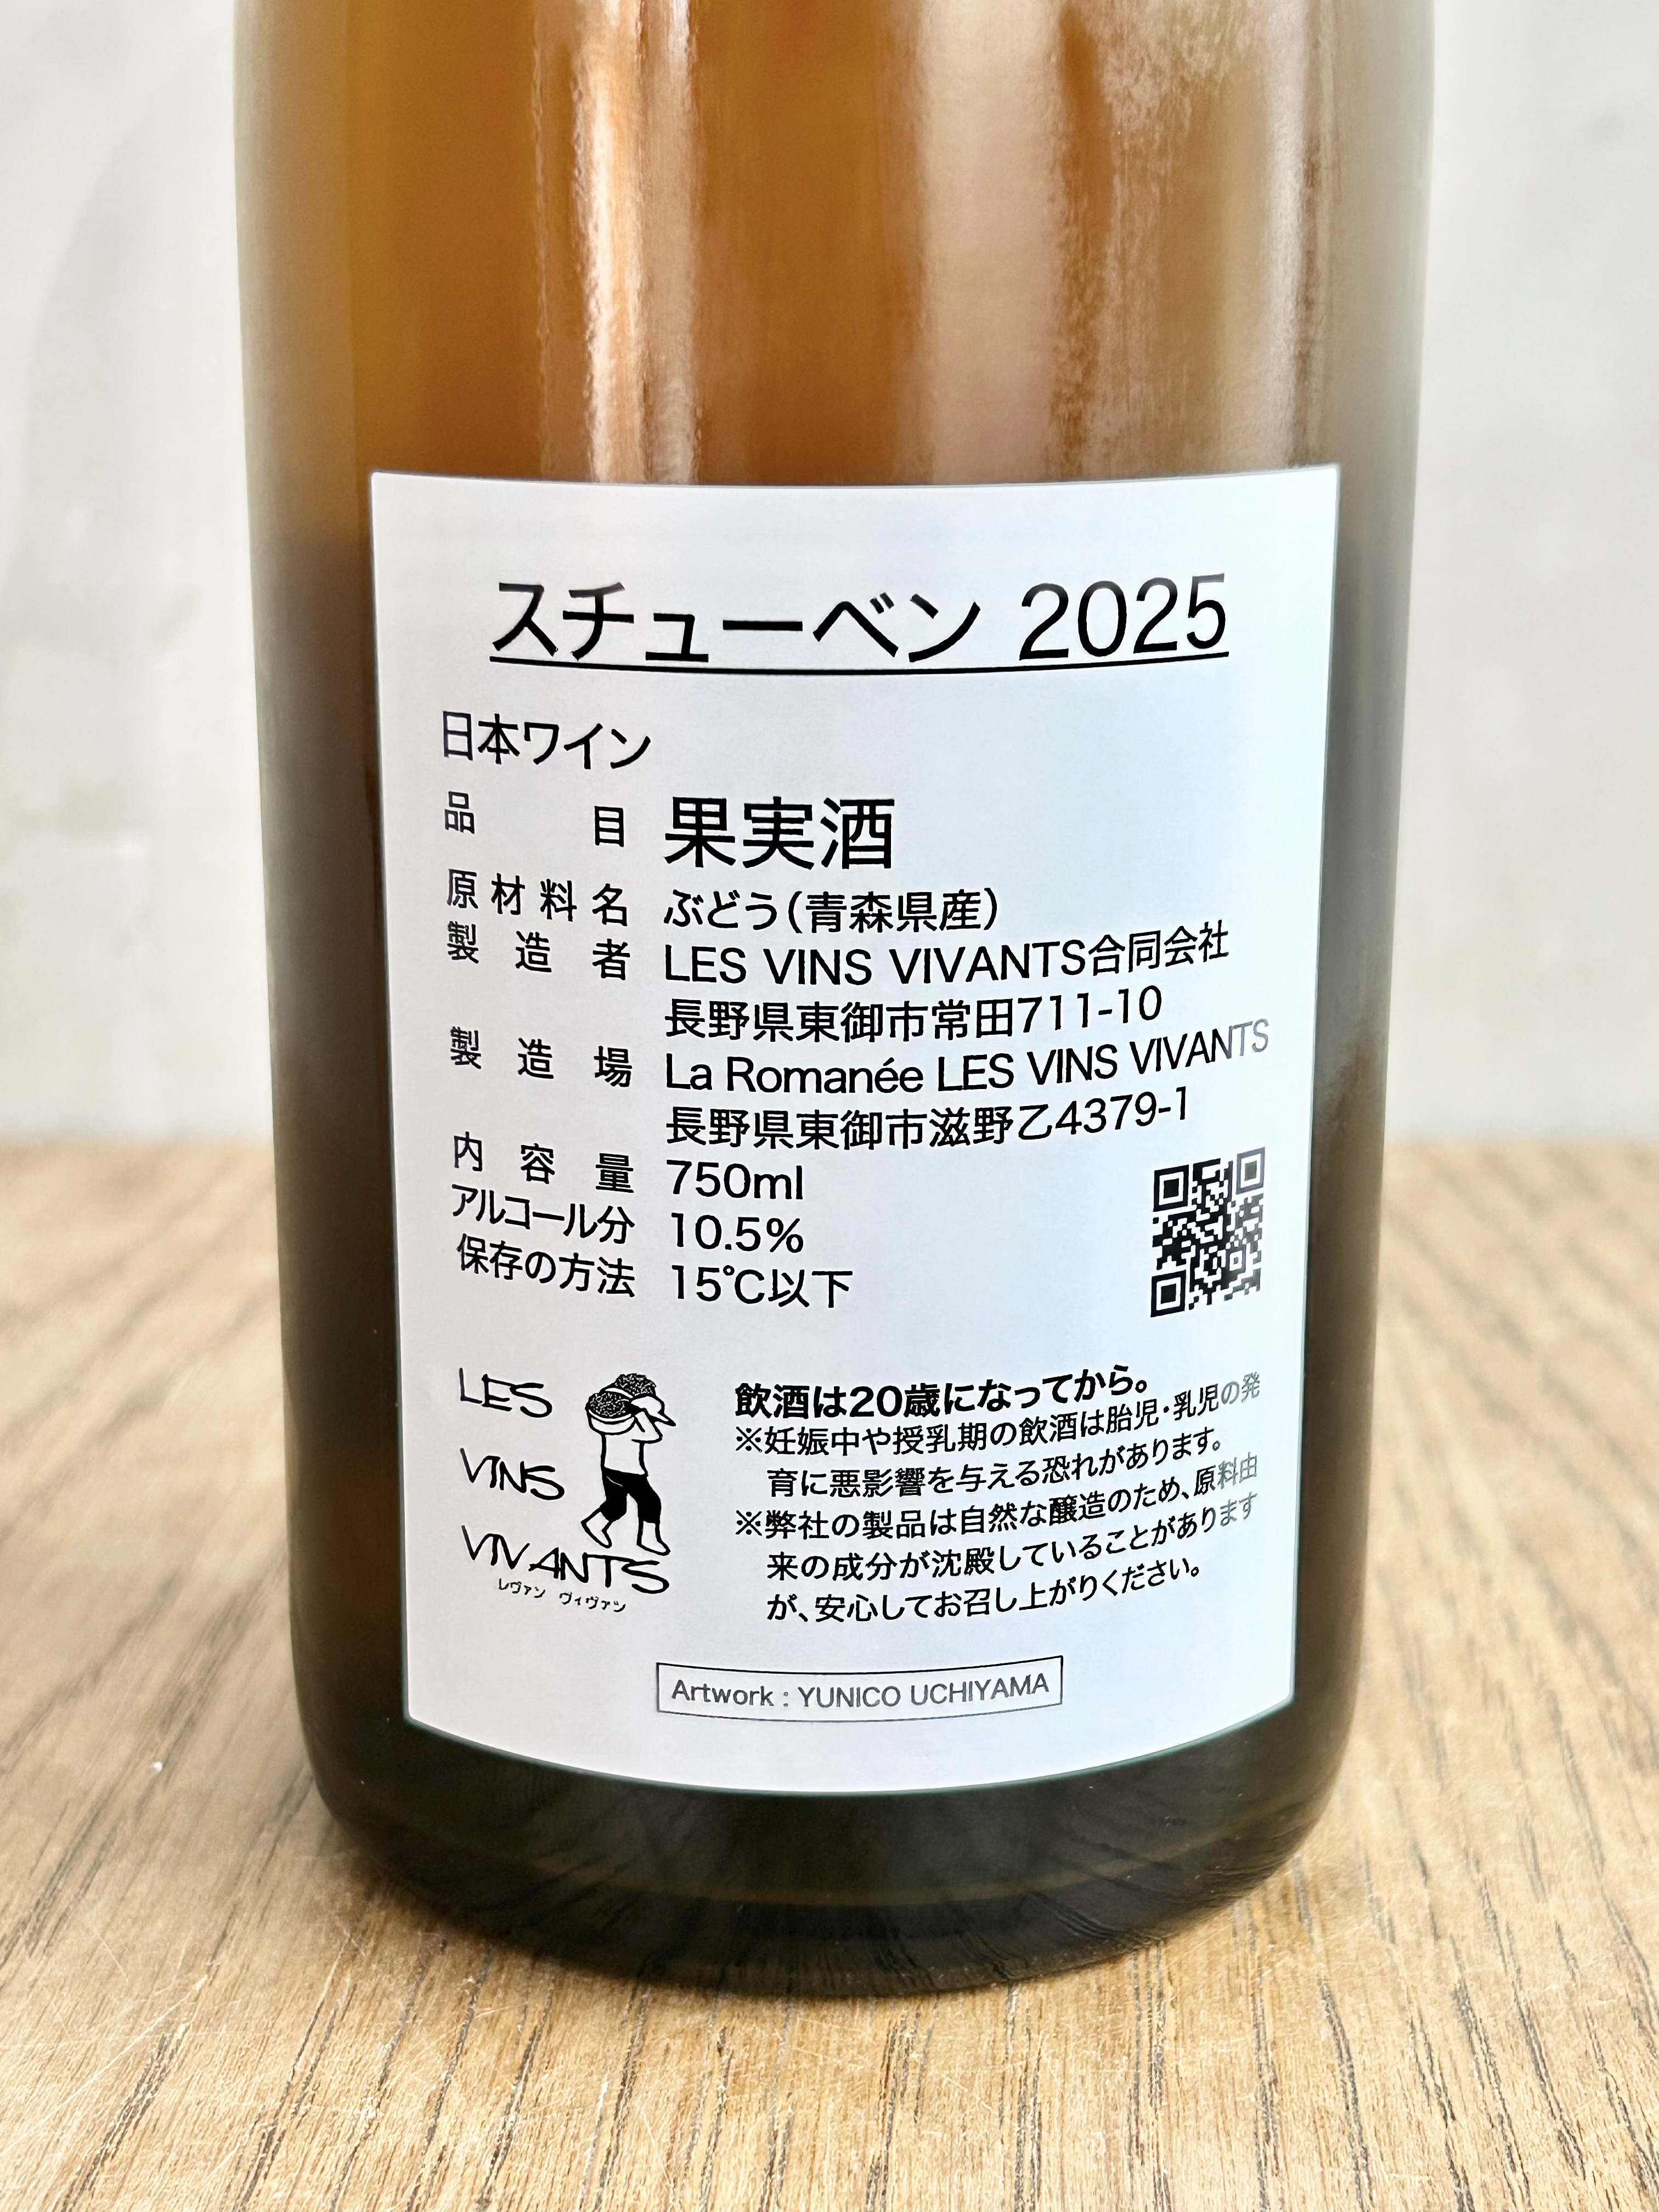 スチューベン 2025
日本ワイン
品目 果実酒
原材料名 ぶどう(青森県産)
製造者 LES VINS VIVANTS合同会社
長野県東御市常田711-10
製造場 La Romanée LES VINS VIVANTS
長野県東御市滋野乙4379-1
内容量 750ml
アルコール分 10.5%
保存の方法 15℃以下
LES
VINS
VIVANTS
レヴァン ヴィヴァン
飲酒は20歳になってから。
※妊娠中や授乳期の飲酒は胎児・乳児の発
育に悪影響を与える恐れがあります。
※弊社の製品は自然な醸造のため、原料由
来の成分が沈殿していることがあります
が、安心してお召し上がりください。
Artwork : YUNICO UCHIYAMA